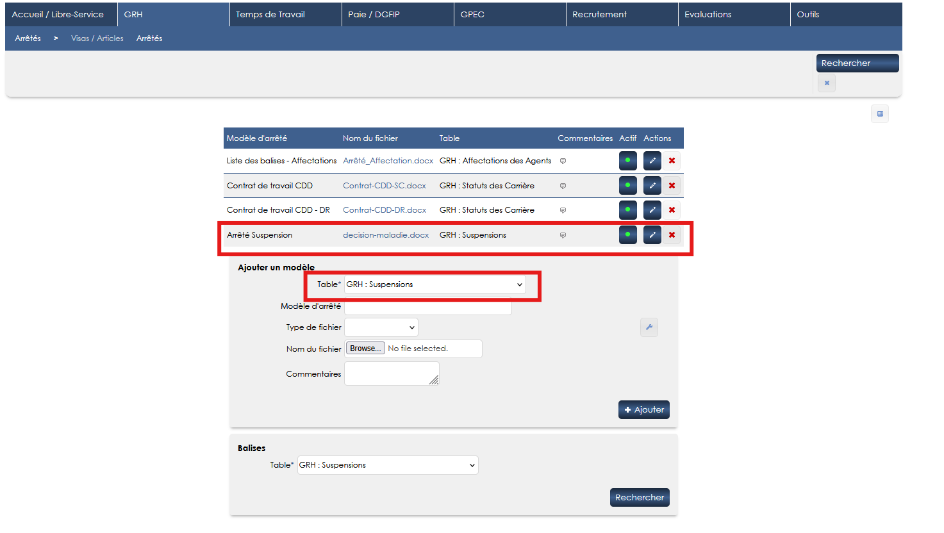 Accueil / Libre-Service GRH Temps de Travail Paie / DGFIP GPEC Recrutement Evaluations Outils
Arrêtés > Visas / Articles Arrêtés
Rechercher
Modèle d'arrêté Nom du fichier Table Commentaires Actif Actions
Liste des balises - Affectations Arrêté_Affectation.docx GRH : Affectations des Agents
Contrat de travail CDD Contrat-CDD-SC.docx GRH : Statuts des Carrière
Contrat de travail CDD - DR Contrat-CDD-DR.docx GRH : Statuts des Carrière
Arrêté Suspension decision-maladie.docx GRH : Suspensions
Ajouter un modèle
Table* GRH : Suspensions
Modèle d'arrêté
Type de fichier
Nom du fichier Browse... No file selected.
Commentaires
+ Ajouter
Balises
Table* GRH : Suspensions
Rechercher